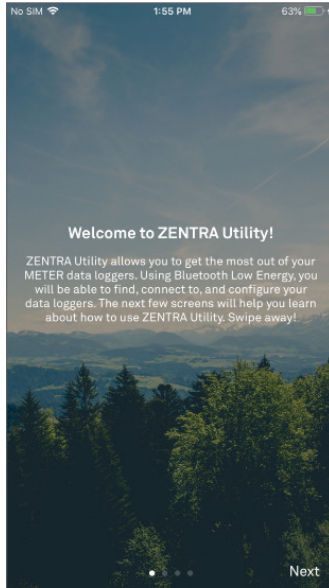 No SIM 1:55 PM 63%
Welcome to ZENTRA Utility!
ZENTRA Utility allows you to get the most out of your
METER data loggers. Using Bluetooth Low Energy, you
will be able to find, connect to, and configure your
data loggers. The next few screens will help you learn
about how to use ZENTRA Utility. Swipe away!
Next